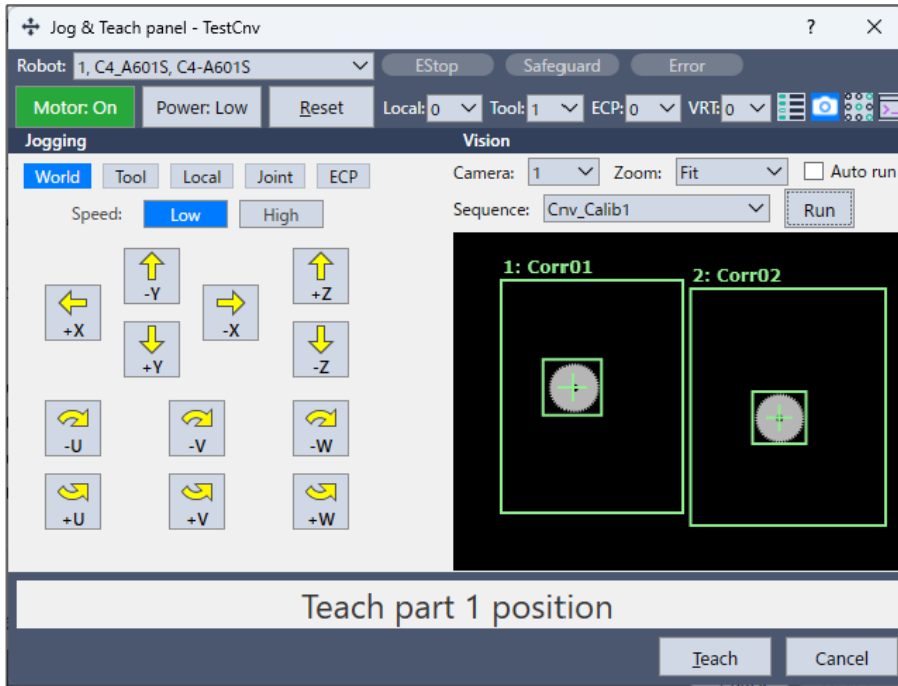 Jog & Teach panel - TestCnv ? ×
Robot: 1, C4_A601S, C4-A601S EStop Safeguard Error
Motor: On Power: Low Reset Local: 0 Tool: 1 ECP: 0 VRT: 0
Jogging Vision
World Tool Local Joint ECP Camera: 1 Zoom: Fit Auto run
Speed: Low High Sequence: Cnv_Calib1 Run
1: Corr01 2: Corr02
-Y +Z
+X -X
+Y -Z
-U -V -W
+U +V +W
Teach part 1 position
Teach Cancel